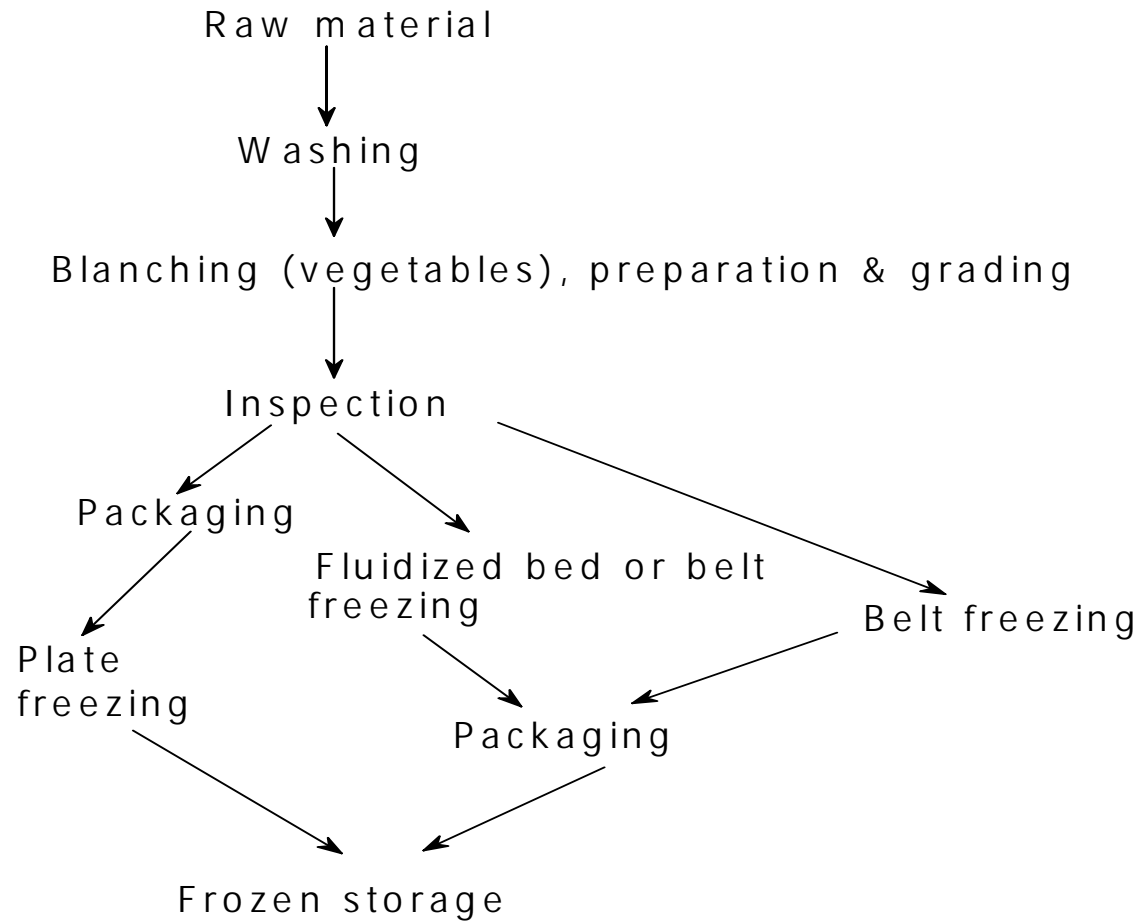 Raw material
Washing
Blanching (vegetables), preparation & grading
Inspection
Packaging
Fluidized bed or belt
freezing
Belt freezing
Plate
freezing
Packaging
Frozen storage